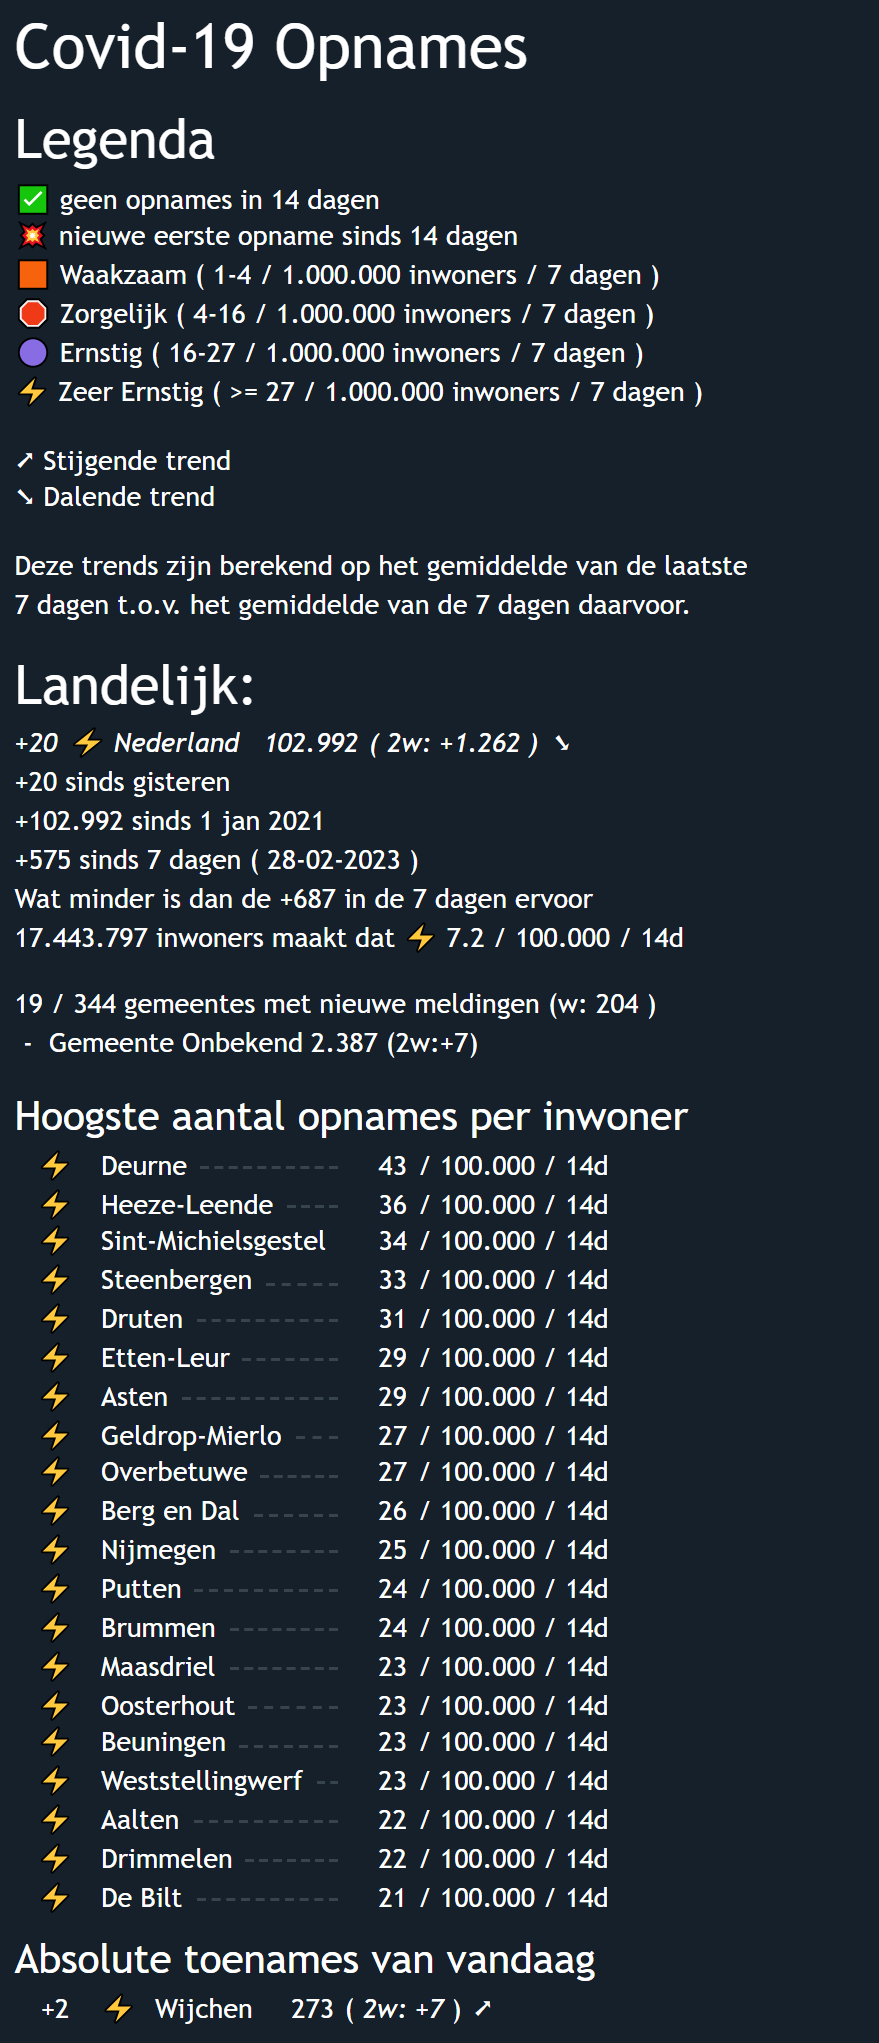 Covid-19 Opnames
Legenda
✅ geen opnames in 14 dagen
💥 nieuwe eerste opname sinds 14 dagen
🟧 Waakzaam ( 1-4 / 1.000.000 inwoners / 7 dagen )
🛑 Zorgelijk ( 4-16 / 1.000.000 inwoners / 7 dagen )
🟣 Ernstig ( 16-27 / 1.000.000 inwoners / 7 dagen )
⚡ Zeer Ernstig ( >= 27 / 1.000.000 inwoners / 7 dagen )
➚ Stijgende trend
➘ Dalende trend
Deze trends zijn berekend op het gemiddelde van de laatste
7 dagen t.o.v. het gemiddelde van de 7 dagen daarvoor.
Landelijk:
+20 ⚡ Nederland 102.992 ( 2w: +1.262 ) ➘
+20 sinds gisteren
+102.992 sinds 1 jan 2021
+575 sinds 7 dagen ( 28-02-2023 )
Wat minder is dan de +687 in de 7 dagen ervoor
17.443.797 inwoners maakt dat ⚡ 7.2 / 100.000 / 14d
19 / 344 gemeentes met nieuwe meldingen (w: 204 )
- Gemeente Onbekend 2.387 (2w:+7)
Hoogste aantal opnames per inwoner
⚡ Deurne ---------- 43 / 100.000 / 14d
⚡ Heeze-Leende ---- 36 / 100.000 / 14d
⚡ Sint-Michielsgestel 34 / 100.000 / 14d
⚡ Steenbergen ----- 33 / 100.000 / 14d
⚡ Druten ---------- 31 / 100.000 / 14d
⚡ Etten-Leur ------- 29 / 100.000 / 14d
⚡ Asten ----------- 29 / 100.000 / 14d
⚡ Geldrop-Mierlo --- 27 / 100.000 / 14d
⚡ Overbetuwe ------ 27 / 100.000 / 14d
⚡ Berg en Dal ------ 26 / 100.000 / 14d
⚡ Nijmegen -------- 25 / 100.000 / 14d
⚡ Putten ---------- 24 / 100.000 / 14d
⚡ Brummen -------- 24 / 100.000 / 14d
⚡ Maasdriel -------- 23 / 100.000 / 14d
⚡ Oosterhout ------- 23 / 100.000 / 14d
⚡ Beuningen ------- 23 / 100.000 / 14d
⚡ Weststellingwerf -- 23 / 100.000 / 14d
⚡ Aalten ---------- 22 / 100.000 / 14d
⚡ Drimmelen ------- 22 / 100.000 / 14d
⚡ De Bilt ---------- 21 / 100.000 / 14d
Absolute toenames van vandaag
+2 ⚡ Wijchen 273 ( 2w: +7 ) ➚